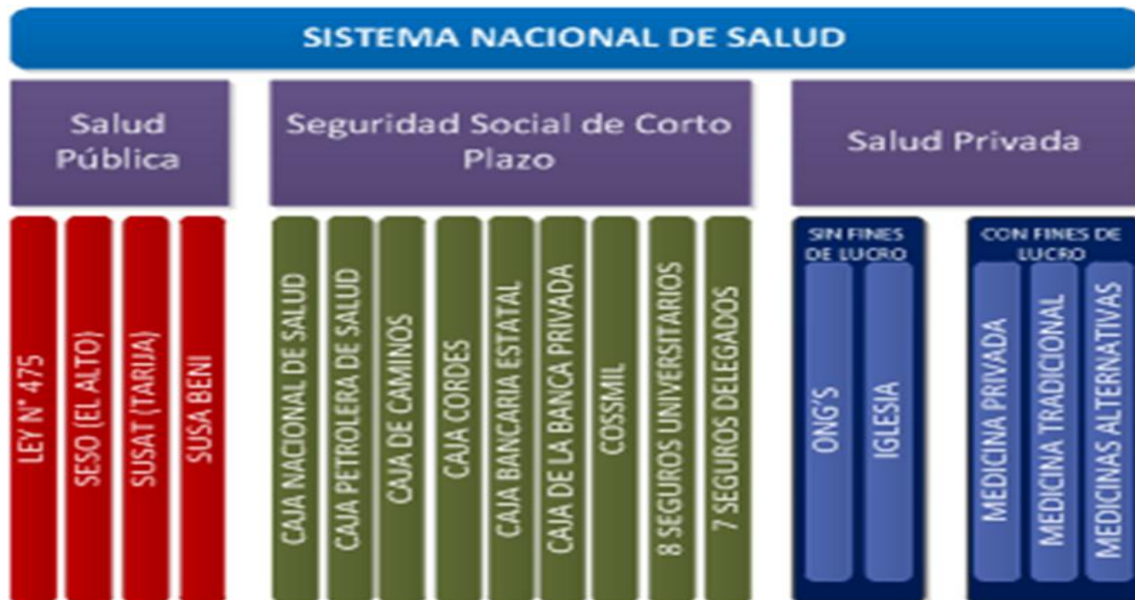 SISTEMA NACIONAL DE SALUD
Salud
Pública
Seguridad Social de Corto
Plazo
Salud Privada
LEY N° 475
SESO (EL ALTO)
SUSAT (TARIJA)
SUSA BENI
CAJA NACIONAL DE SALUD
CAJA PETROLERA DE SALUD
CAJA DE CAMINOS
CAJA CORDES
CAJA BANCARIA ESTATAL
CAJA DE LA BANCA PRIVADA
COSSMIL
8 SEGUROS UNIVERSITARIOS
7 SEGUROS DELEGADOS
SIN FINES
DE LUCRO
ONG'S
IGLESIA
CON FINES DE
LUCRO
MEDICINA PRIVADA
MEDICINA TRADICIONAL
MEDICINAS ALTERNATIVAS